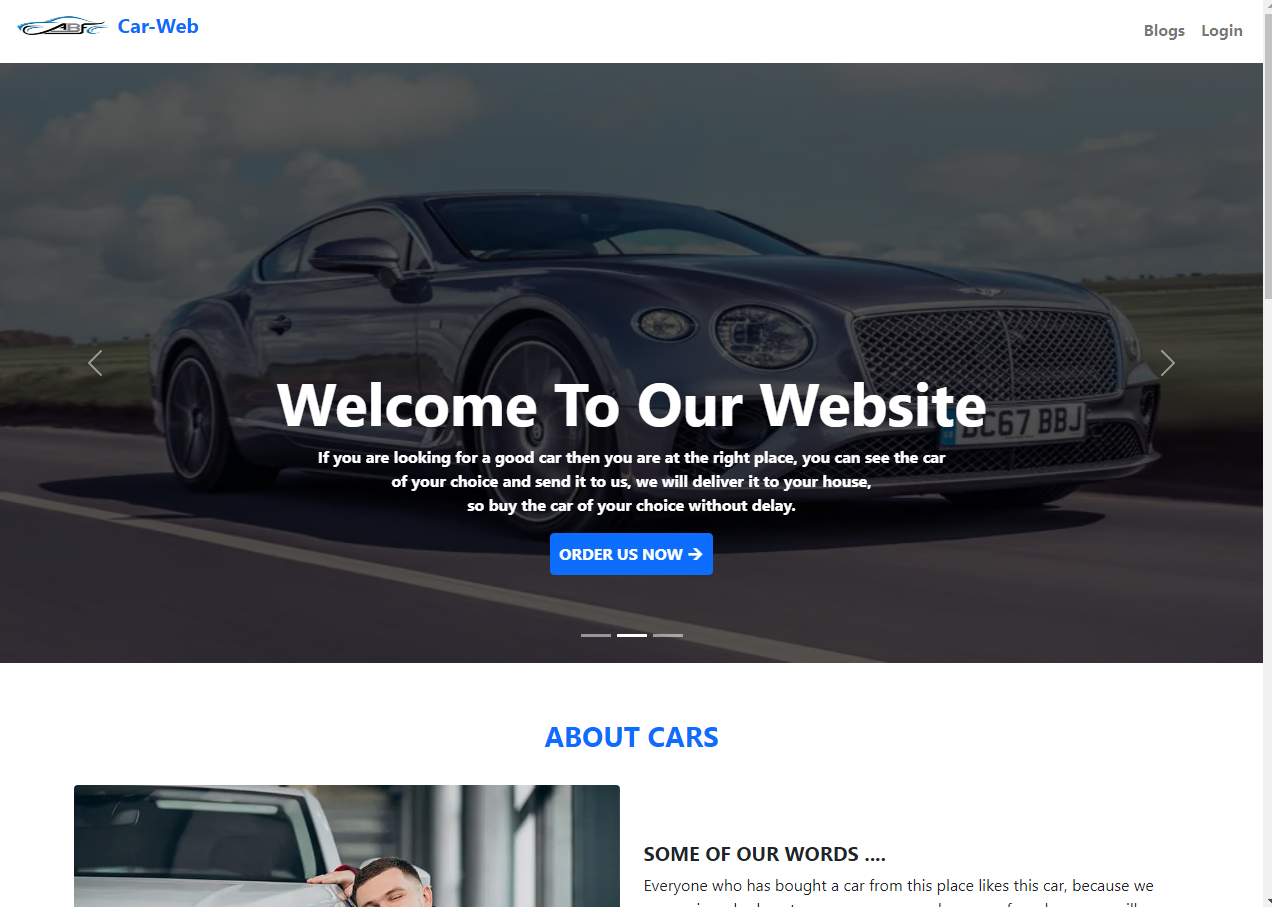 ABF Car-Web
Blogs Login
Welcome To Our Website
BC67 BBJ
If you are looking for a good car then you are at the right place, you can see the car
of your choice and send it to us, we will deliver it to your house,
so buy the car of your choice without delay.
ORDER US NOW →
ABOUT CARS
SOME OF OUR WORDS ....
Everyone who has bought a car from this place likes this car, because we